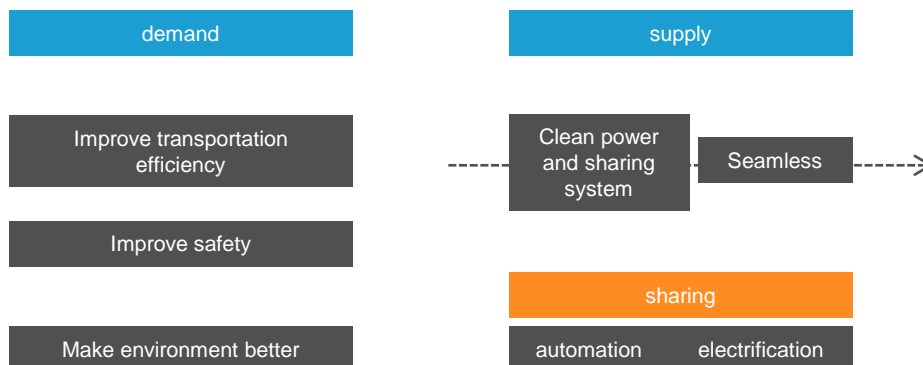 demand
supply
Improve transportation
efficiency
Clean power
and sharing
system
Seamless
Improve safety
sharing
Make environment better
automation
electrification